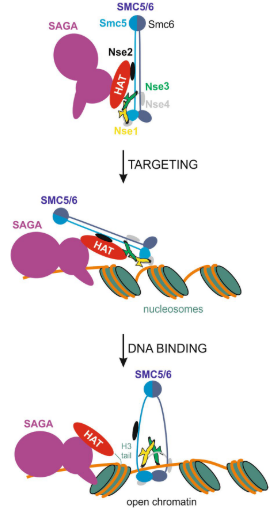 SMC5/6
SAGA
Smc5
Smc6
Nse2
HAT
Nse3
Nse4
Nse1
TARGETING
SMC5/6
SAGA
HAT
nucleosomes
DNA BINDING
SMC5/6
SAGA
HAT
H3
tail
open chromatin